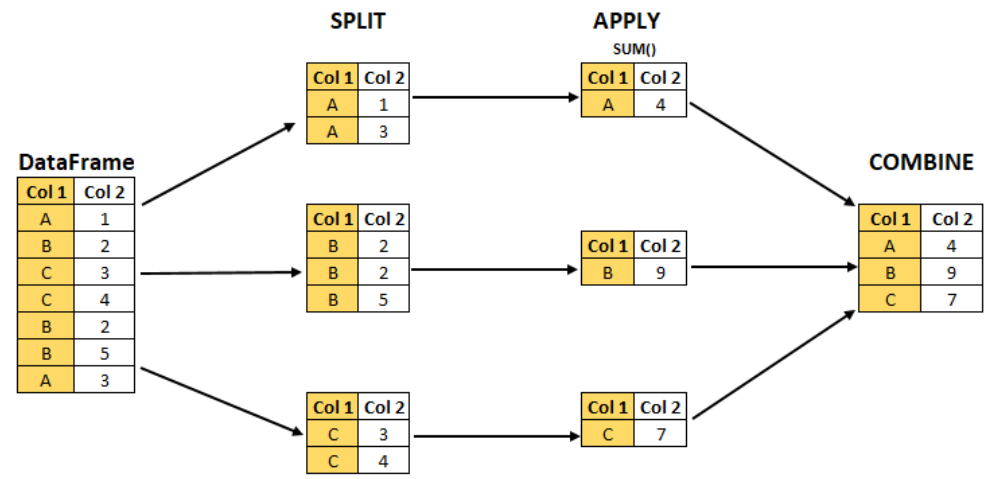 SPLIT
APPLY
SUM()
Col 1 Col 2
A 1
A 3
Col 1 Col 2
A 4
DataFrame
Col 1 Col 2
A 1
B 2
C 3
C 4
B 2
B 5
A 3
Col 1 Col 2
B 2
B 2
B 5
Col 1 Col 2
B 9
COMBINE
Col 1 Col 2
A 4
B 9
C 7
Col 1 Col 2
C 3
C 4
Col 1 Col 2
C 7